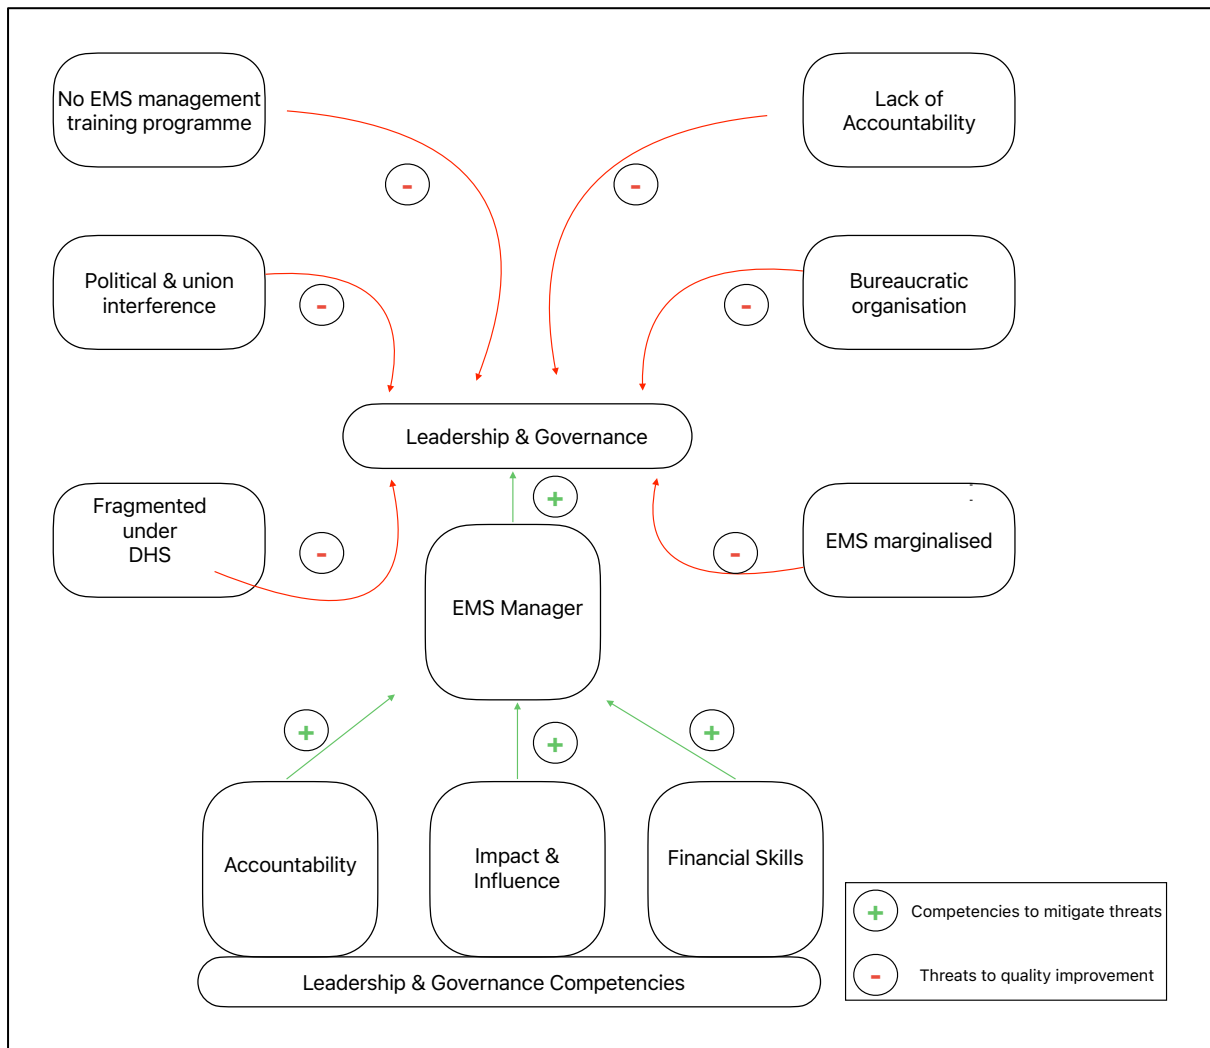 No EMS management
training programme
Lack of
Accountability
-
-
Political & union
interference
-
Bureaucratic
organisation
-
Leadership & Governance
Fragmented
under
DHS
-
+
EMS marginalised
-
EMS Manager
+
+
+
Accountability
Impact &
Influence
Financial Skills
Leadership & Governance Competencies
+ Competencies to mitigate threats
- Threats to quality improvement